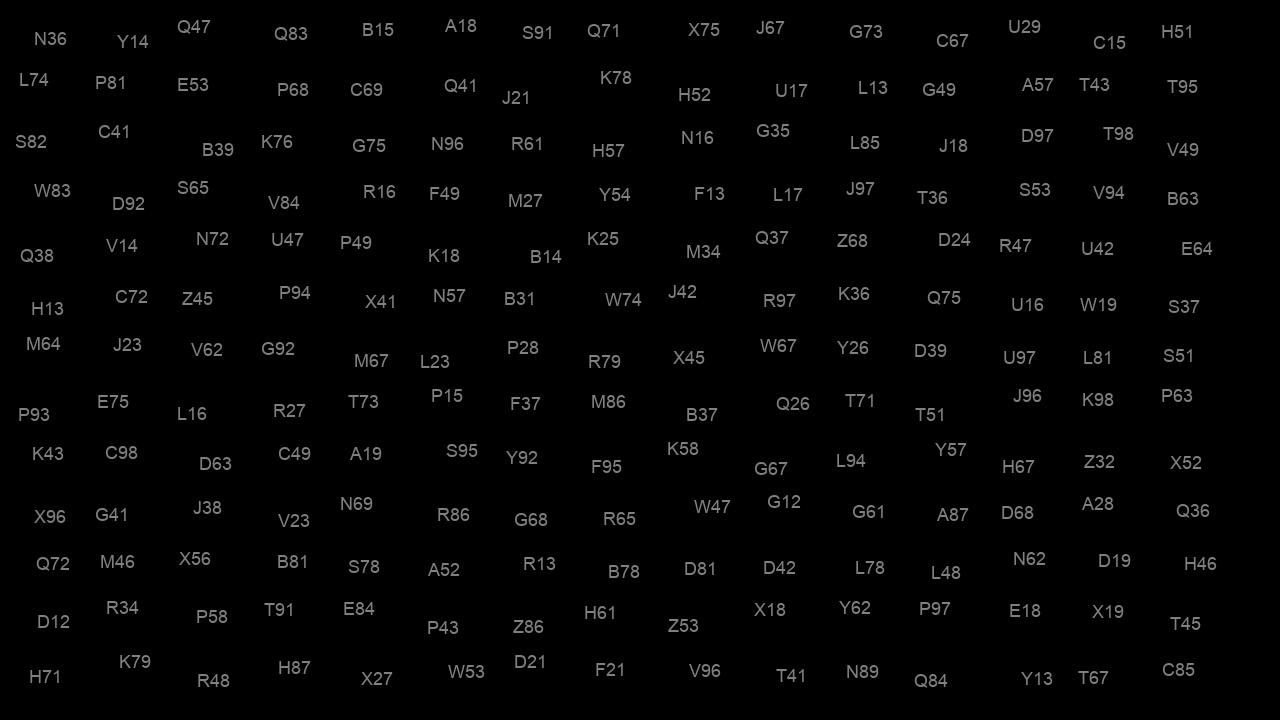 N36 Y14 Q47 Q83 B15 A18 S91 Q71 X75 J67 G73 C67 U29 C15 H51
L74 P81 E53 P68 C69 Q41 J21 K78 H52 U17 L13 G49 A57 T43 T95
S82 C41 B39 K76 G75 N96 R61 H57 N16 G35 L85 J18 D97 T98 V49
W83 D92 S65 V84 R16 F49 M27 Y54 F13 L17 J97 T36 S53 V94 B63
Q38 V14 N72 U47 P49 K18 B14 K25 M34 Q37 Z68 D24 R47 U42 E64
H13 C72 Z45 P94 X41 N57 B31 W74 J42 R97 K36 Q75 U16 W19 S37
M64 J23 V62 G92 M67 L23 P28 R79 X45 W67 Y26 D39 U97 L81 S51
P93 E75 L16 R27 T73 P15 F37 M86 B37 Q26 T71 T51 J96 K98 P63
K43 C98 D63 C49 A19 S95 Y92 F95 K58 G67 L94 Y57 H67 Z32 X52
X96 G41 J38 V23 N69 R86 G68 R65 W47 G12 G61 A87 D68 A28 Q36
Q72 M46 X56 B81 S78 A52 R13 B78 D81 D42 L78 L48 N62 D19 H46
D12 R34 P58 T91 E84 P43 Z86 H61 Z53 X18 Y62 P97 E18 X19 T45
H71 K79 R48 H87 X27 W53 D21 F21 V96 T41 N89 Q84 Y13 T67 C85